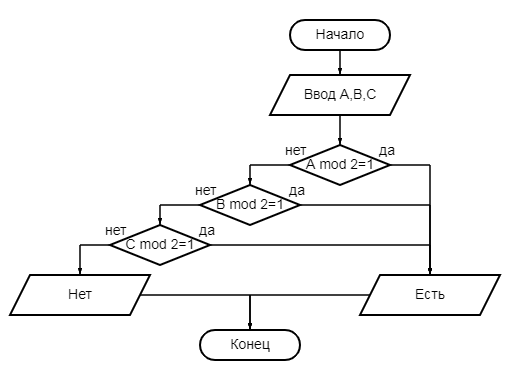 Начало
Ввод A,B,C
нет
да
A mod 2=1
нет
да
B mod 2=1
нет
да
C mod 2=1
Нет
Есть
Конец